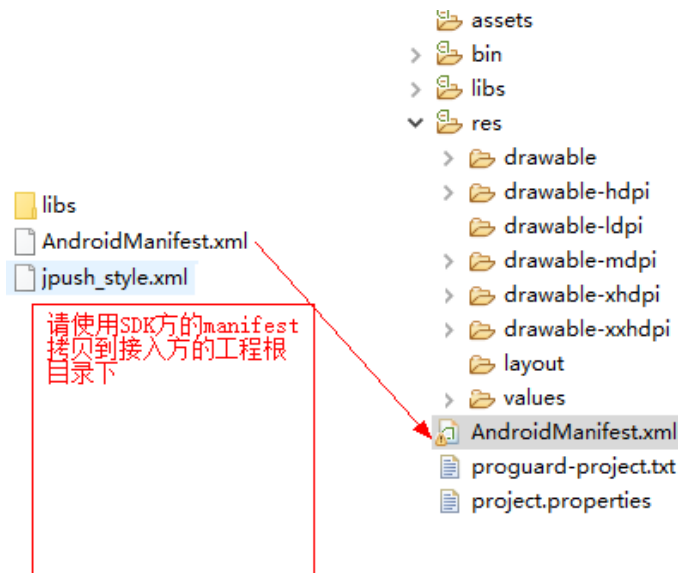 assets
bin
libs
res
drawable
drawable-hdpi
drawable-ldpi
drawable-mdpi
drawable-xhdpi
drawable-xxhdpi
layout
values
AndroidManifest.xml
proguard-project.txt
project.properties
libs
AndroidManifest.xml
jpush_style.xml
请使用SDK方的manifest
拷贝到接入方的工程根
目录下